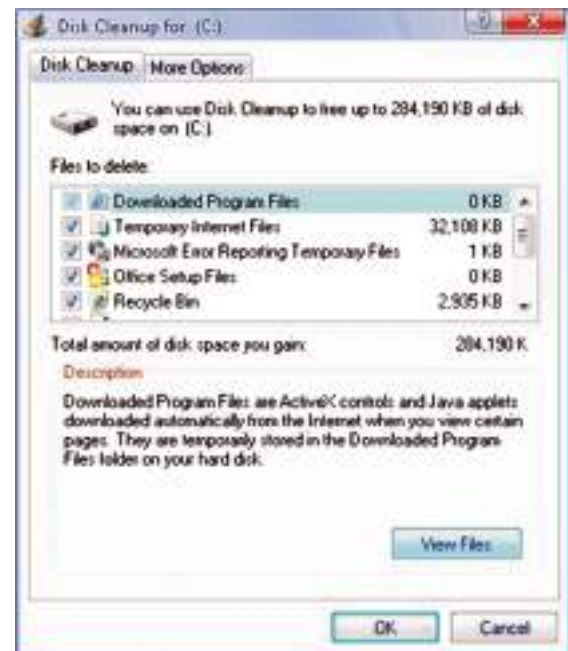 Disk Cleanup for (C:)
Disk Cleanup
More Options
You can use Disk Cleanup to free up to 284,190 KB of disk
space on (C:)
Files to delete:
Downloaded Program Files 0 KB
Temporary Internet Files 32,108 KB
Microsoft Error Reporting Temporary Files 1 KB
Office Setup Files 0 KB
Recycle Bin 2,935 KB
Total amount of disk space you gain: 284,190 K
Description
Downloaded Program Files are ActiveX controls and Java applets
downloaded automatically from the Internet when you view certain
pages. They are temporarily stored in the Downloaded Program
Files folder on your hard disk.
View Files
OK
Cancel